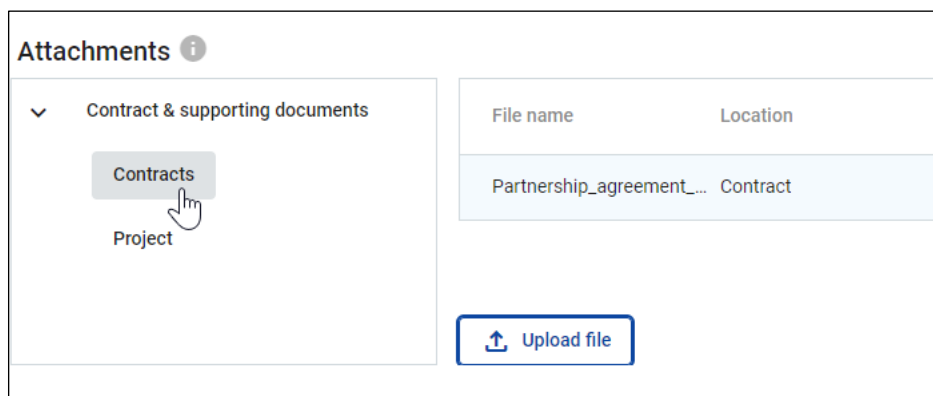 Attachments
Contract & supporting documents
Contracts
Project
File name Location
Partnership_agreement_... Contract
Upload file